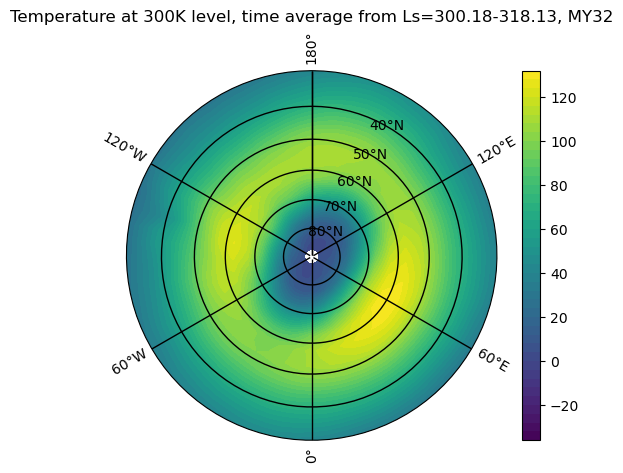 Temperature at 300K level, time average from Ls=300.18-318.13, MY32
180°
120°W
120°E
40°N
50°N
60°N
70°N
80°N
60°W
60°E
0°
120
100
80
60
40
20
0
−20